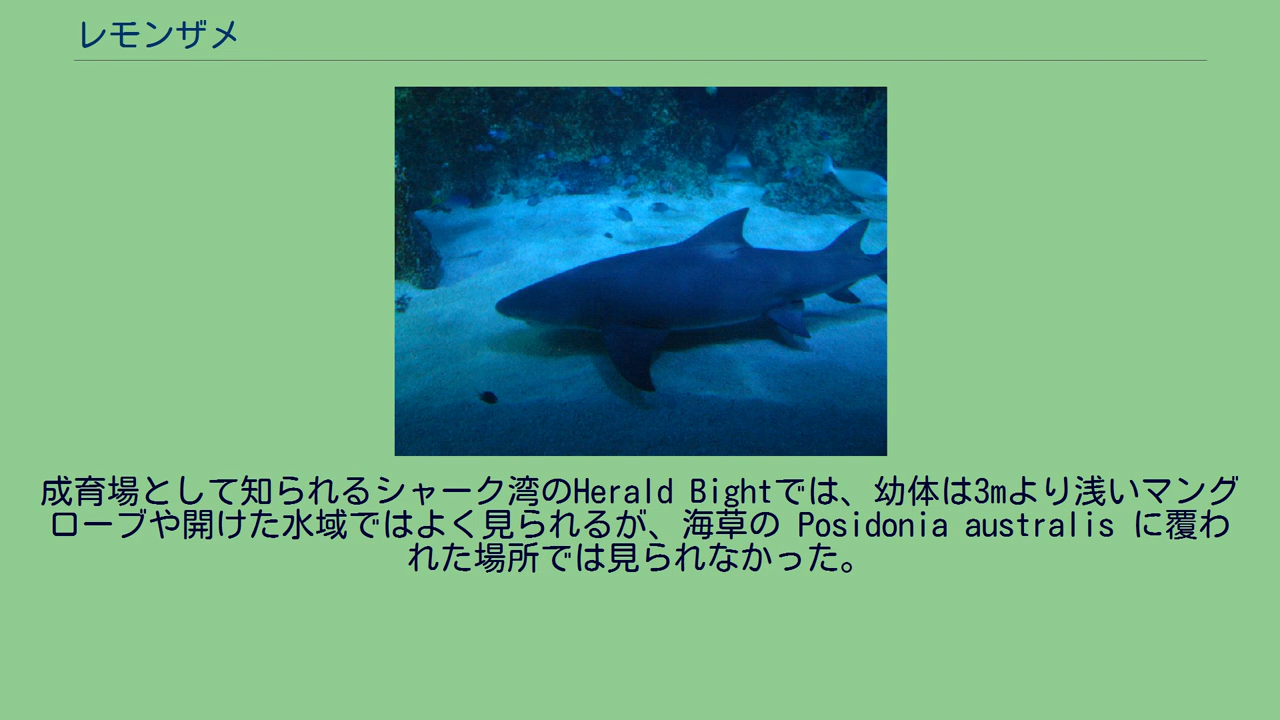 レモンザメ
成育場として知られるシャーク湾のHerald Bightでは、幼体は3mより浅いマング
ローブや開けた水域ではよく見られるが、海草の Posidonia australis に覆わ
れた場所では見られなかった。